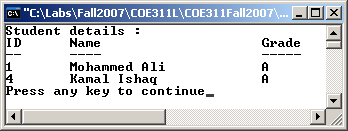 "C:\Labs\Fall2007\COE311L\COE311Fall2007\...
Student details :
ID Name Grade
-- ---- -----
1 Mohammed Ali A
4 Kamal Ishaq A
Press any key to continue_